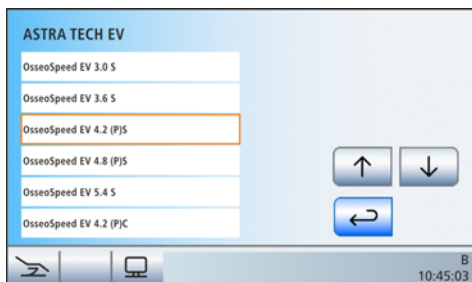 ASTRA TECH EV
OsseoSpeed EV 3.0 S
OsseoSpeed EV 3.6 S
OsseoSpeed EV 4.2 (P)S
OsseoSpeed EV 4.8 (P)S
OsseoSpeed EV 5.4 S
OsseoSpeed EV 4.2 (P)C
B
10:45:03